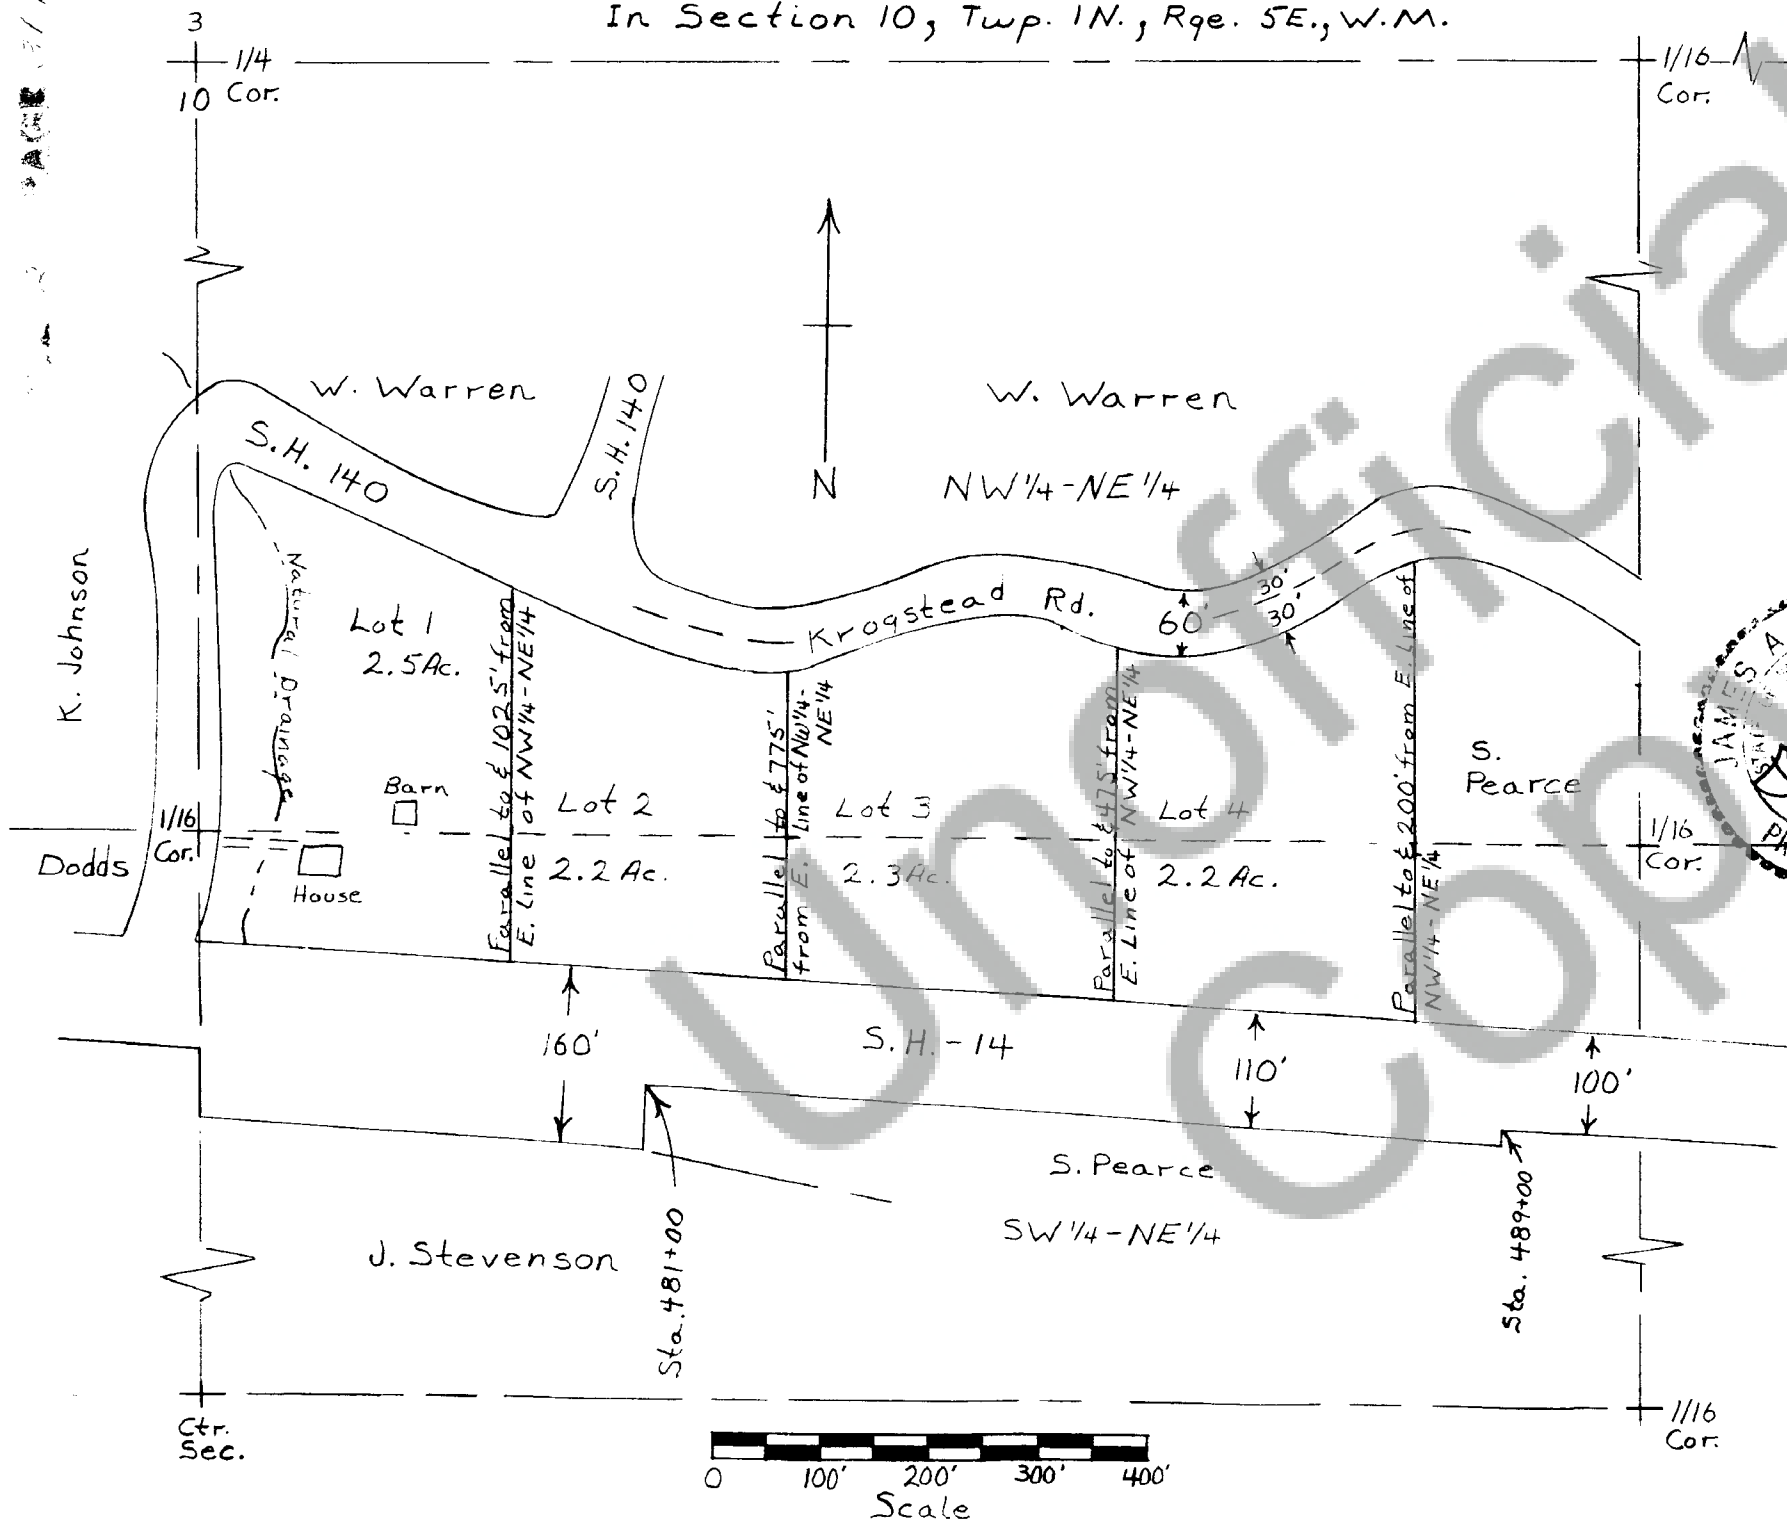 In Section 10, Twp. 1N., Rge. 5E., W.M.
3
10
1/4
Cor.
1/16
Cor.
W. Warren
W. Warren
S.H. 140
S.H. 140
N
NW 1/4 - NE 1/4
K. Johnson
Natural Drainage
Lot 1
2.5 Ac.
Krogstead Rd.
60'
30'
30'
Parallel to & 1025' from
E. Line of NW 1/4 - NE 1/4
Parallel to & 775'
from E. Line of NW 1/4 -
NE 1/4
Parallel to & 475' from
E. Line of NW 1/4 - NE 1/4
Parallel to & 200' from E. Line of
NW 1/4 - NE 1/4
S.
Pearce
Barn
Lot 2
2.2 Ac.
Lot 3
2.3 Ac.
Lot 4
2.2 Ac.
1/16
Cor.
1/16
Cor.
Dodds
House
160'
S.H. - 14
110'
100'
S. Pearce
SW 1/4 - NE 1/4
J. Stevenson
Sta. 481+00
Sta. 489+00
Ctr.
Sec.
1/16
Cor.
0 100' 200' 300' 400'
Scale
JAMES A
Unofficial
Copy